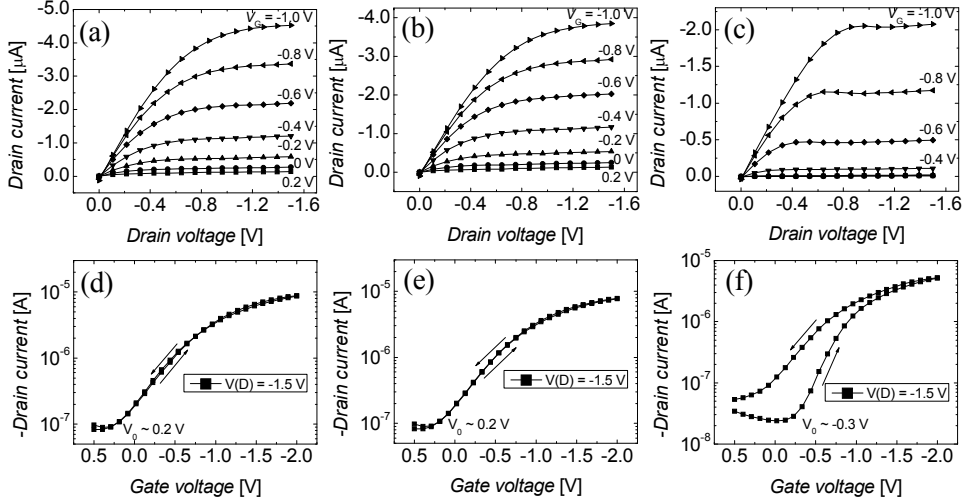 (a)
V_G = -1.0 V
-0.8 V
-0.6 V
-0.4 V
-0.2 V
0 V
0.2 V
-5.0
-4.0
-3.0
-2.0
-1.0
0.0
Drain current [μA]
0.0 -0.4 -0.8 -1.2 -1.6
Drain voltage [V]
(b)
V_G = -1.0 V
-0.8 V
-0.6 V
-0.4 V
-0.2 V
0 V
0.2 V
-4.0
-3.0
-2.0
-1.0
0.0
Drain current [μA]
0.0 -0.4 -0.8 -1.2 -1.6
Drain voltage [V]
(c)
V_G = -1.0 V
-0.8 V
-0.6 V
-0.4 V
-2.0
-1.5
-1.0
-0.5
0.0
Drain current [μA]
0.0 -0.4 -0.8 -1.2 -1.6
Drain voltage [V]
(d)
10^-5
10^-6
10^-7
-Drain current [A]
V(D) = -1.5 V
V_0 ~ 0.2 V
0.5 0.0 -0.5 -1.0 -1.5 -2.0
Gate voltage [V]
(e)
10^-5
10^-6
10^-7
-Drain current [A]
V(D) = -1.5 V
V_0 ~ 0.2 V
0.5 0.0 -0.5 -1.0 -1.5 -2.0
Gate voltage [V]
(f)
10^-5
10^-6
10^-7
10^-8
-Drain current [A]
V(D) = -1.5 V
V_0 ~ -0.3 V
0.5 0.0 -0.5 -1.0 -1.5 -2.0
Gate voltage [V]